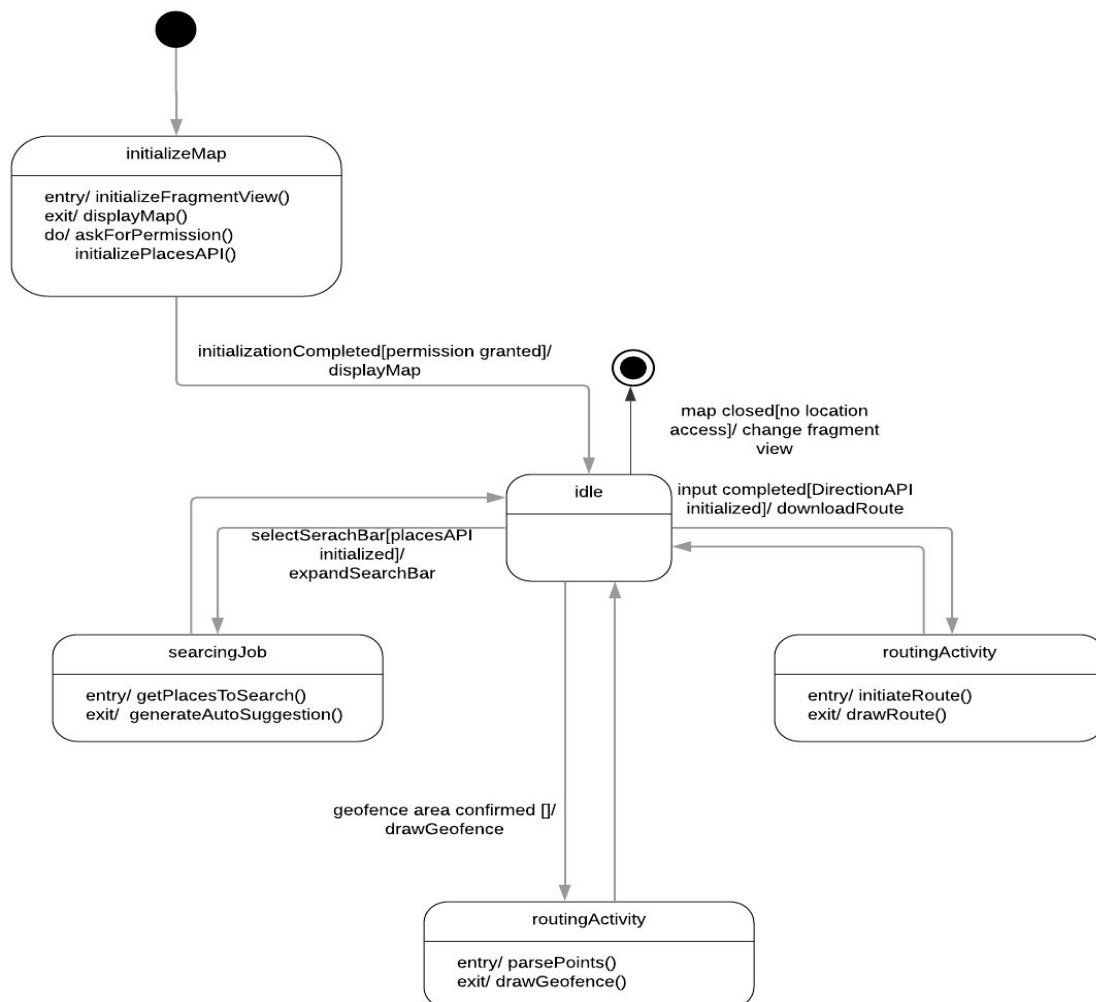 initializeMap
entry/ initializeFragmentView()
exit/ displayMap()
do/ askForPermission()
initializePlacesAPI()
initializationCompleted[permission granted]/
displayMap
map closed[no location
access]/ change fragment
view
idle
input completed[DirectionAPI
initialized]/ downloadRoute
selectSerachBar[placesAPI
initialized]/
expandSearchBar
searcingJob
entry/ getPlacesToSearch()
exit/ generateAutoSuggestion()
routingActivity
entry/ initiateRoute()
exit/ drawRoute()
geofence area confirmed []/
drawGeofence
routingActivity
entry/ parsePoints()
exit/ drawGeofence()